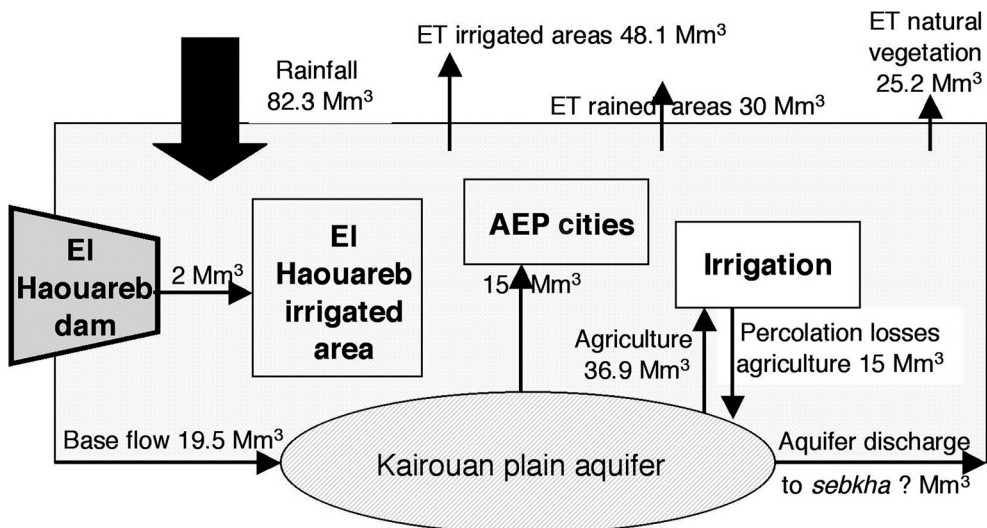 ET irrigated areas 48.1 Mm³
ET natural
vegetation
25.2 Mm³
Rainfall
82.3 Mm³
ET rained areas 30 Mm³
El
Haouareb
dam
2 Mm³
El
Haouareb
irrigated
area
AEP cities
15 Mm³
Irrigation
Agriculture
36.9 Mm³
Percolation losses
agriculture 15 Mm³
Base flow 19.5 Mm³
Kairouan plain aquifer
Aquifer discharge
to sebkha ? Mm³